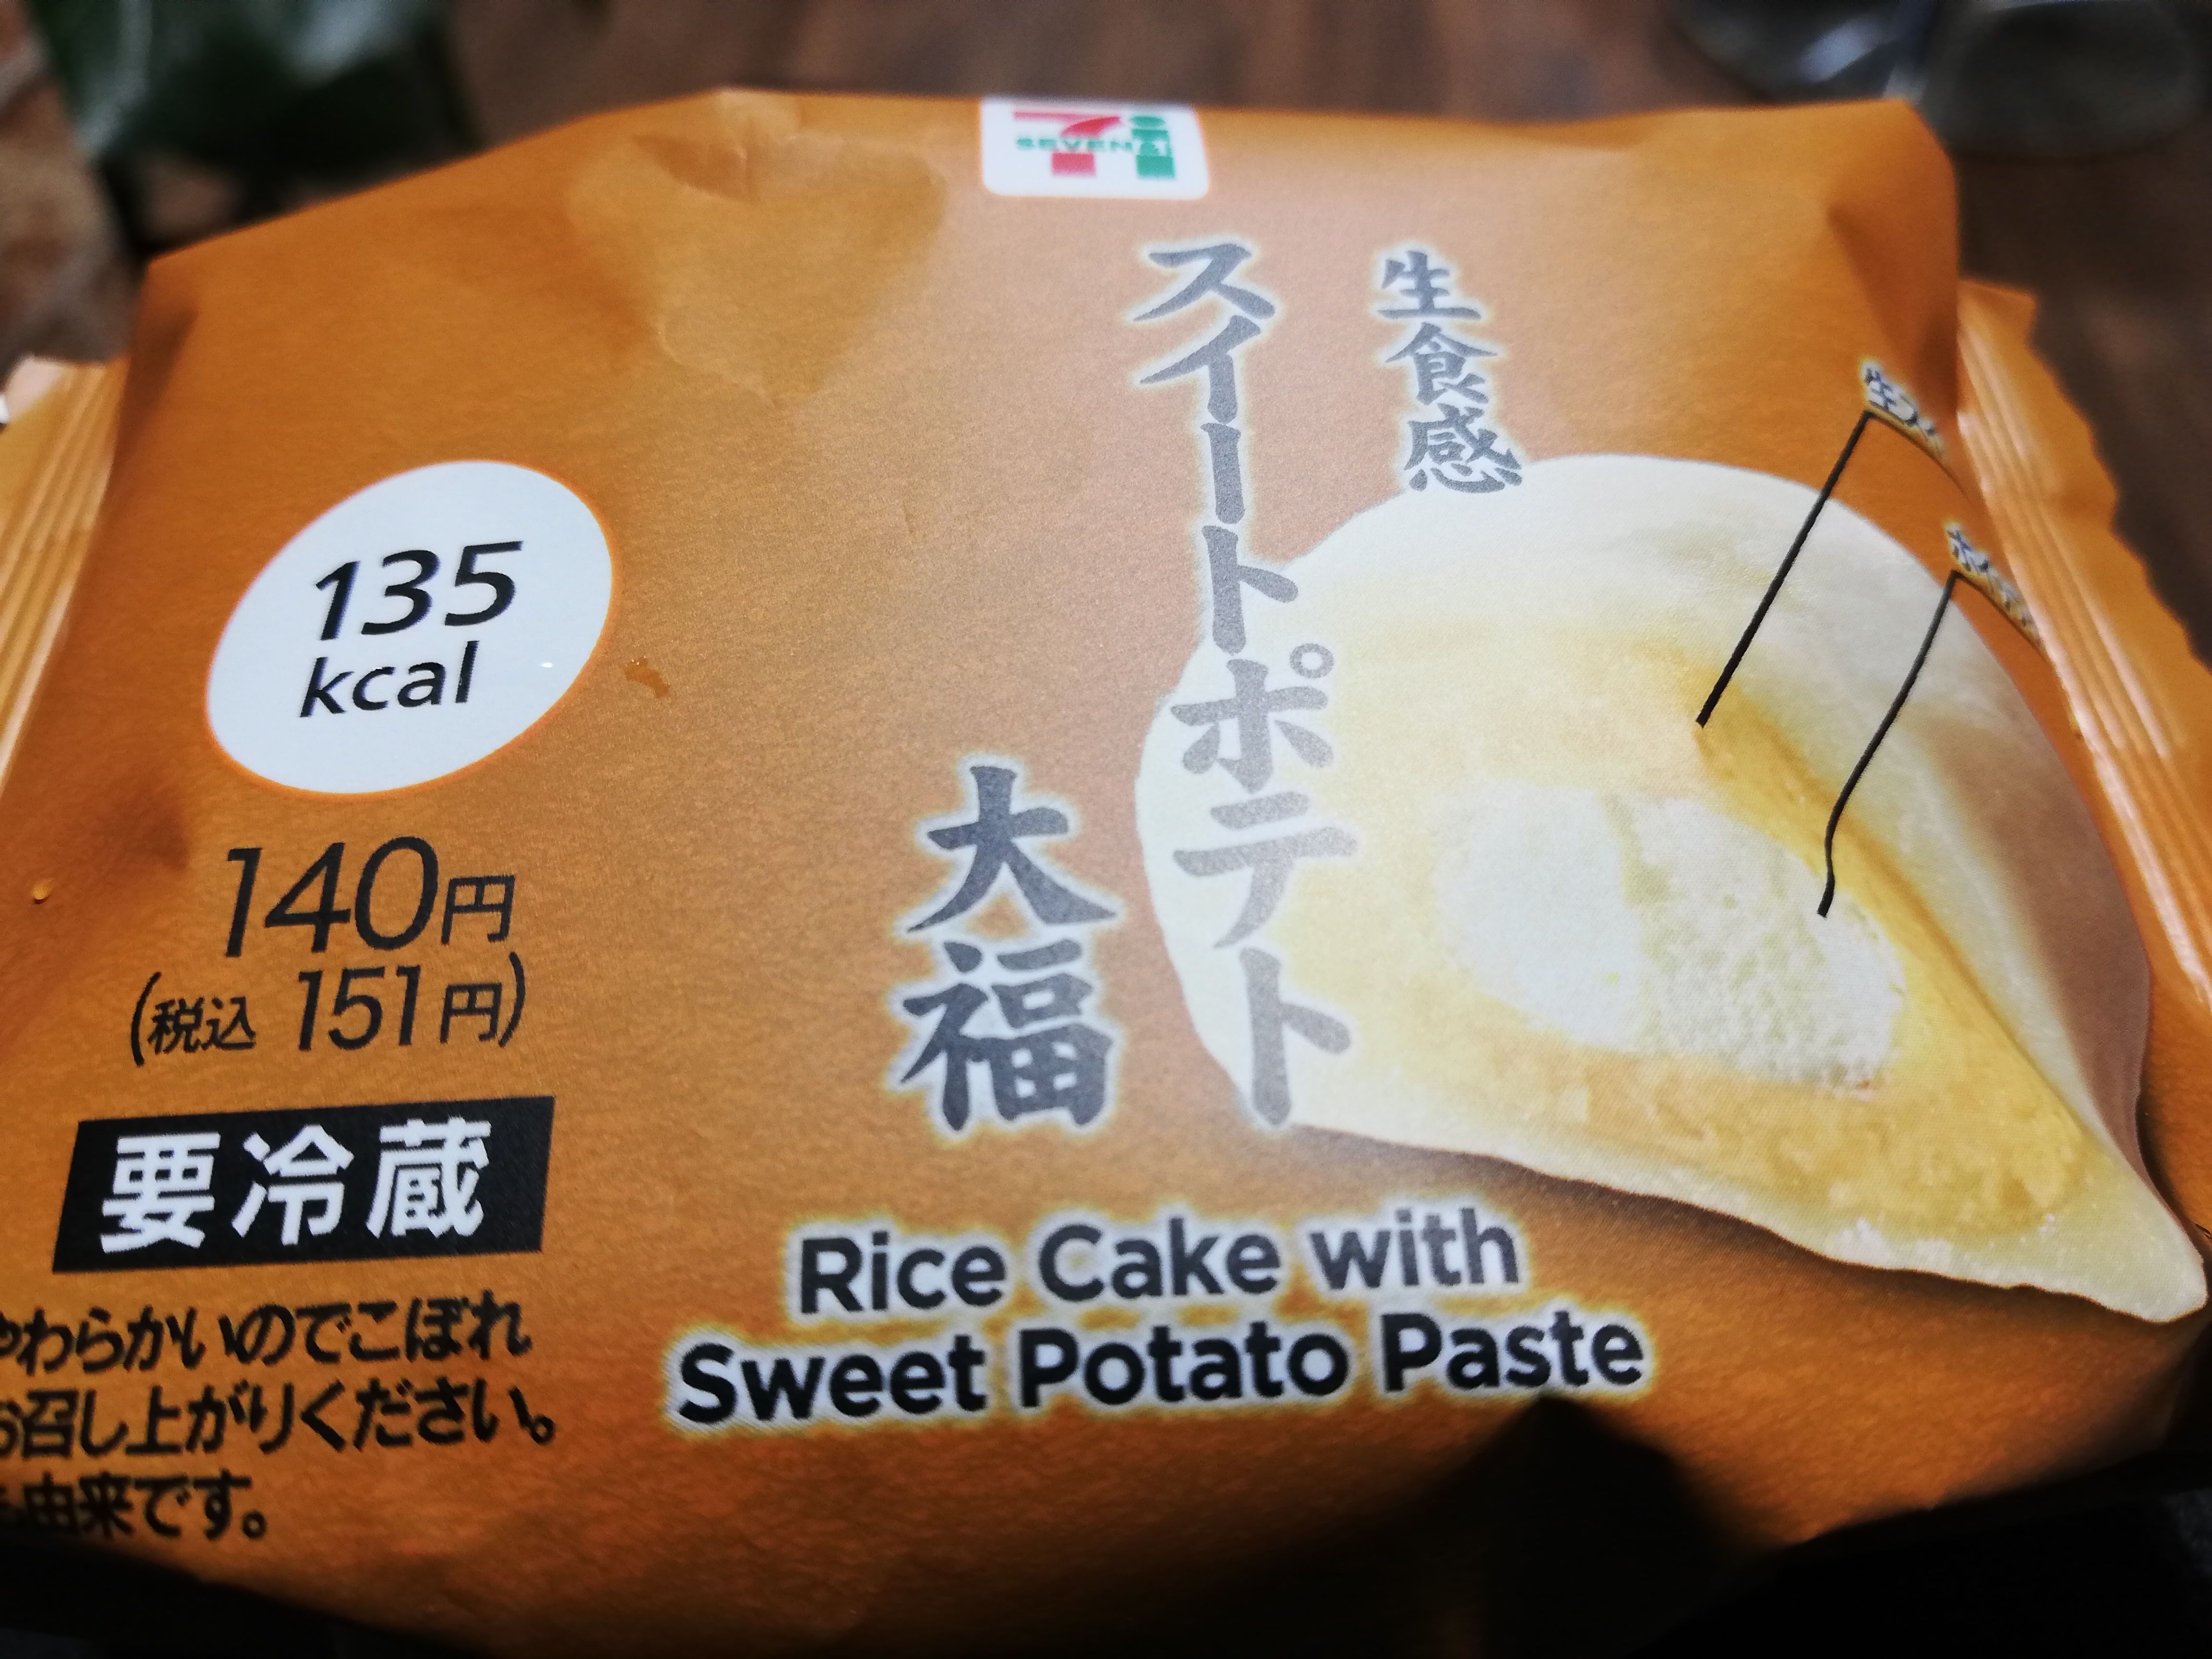 SEVEN
生食感
スイートポテト
大福
135
kcal
140円
(税込 151円)
要冷蔵
やわらかいのでこぼれ
お召し上がりください。
由来です。
Rice Cake with
Sweet Potato Paste